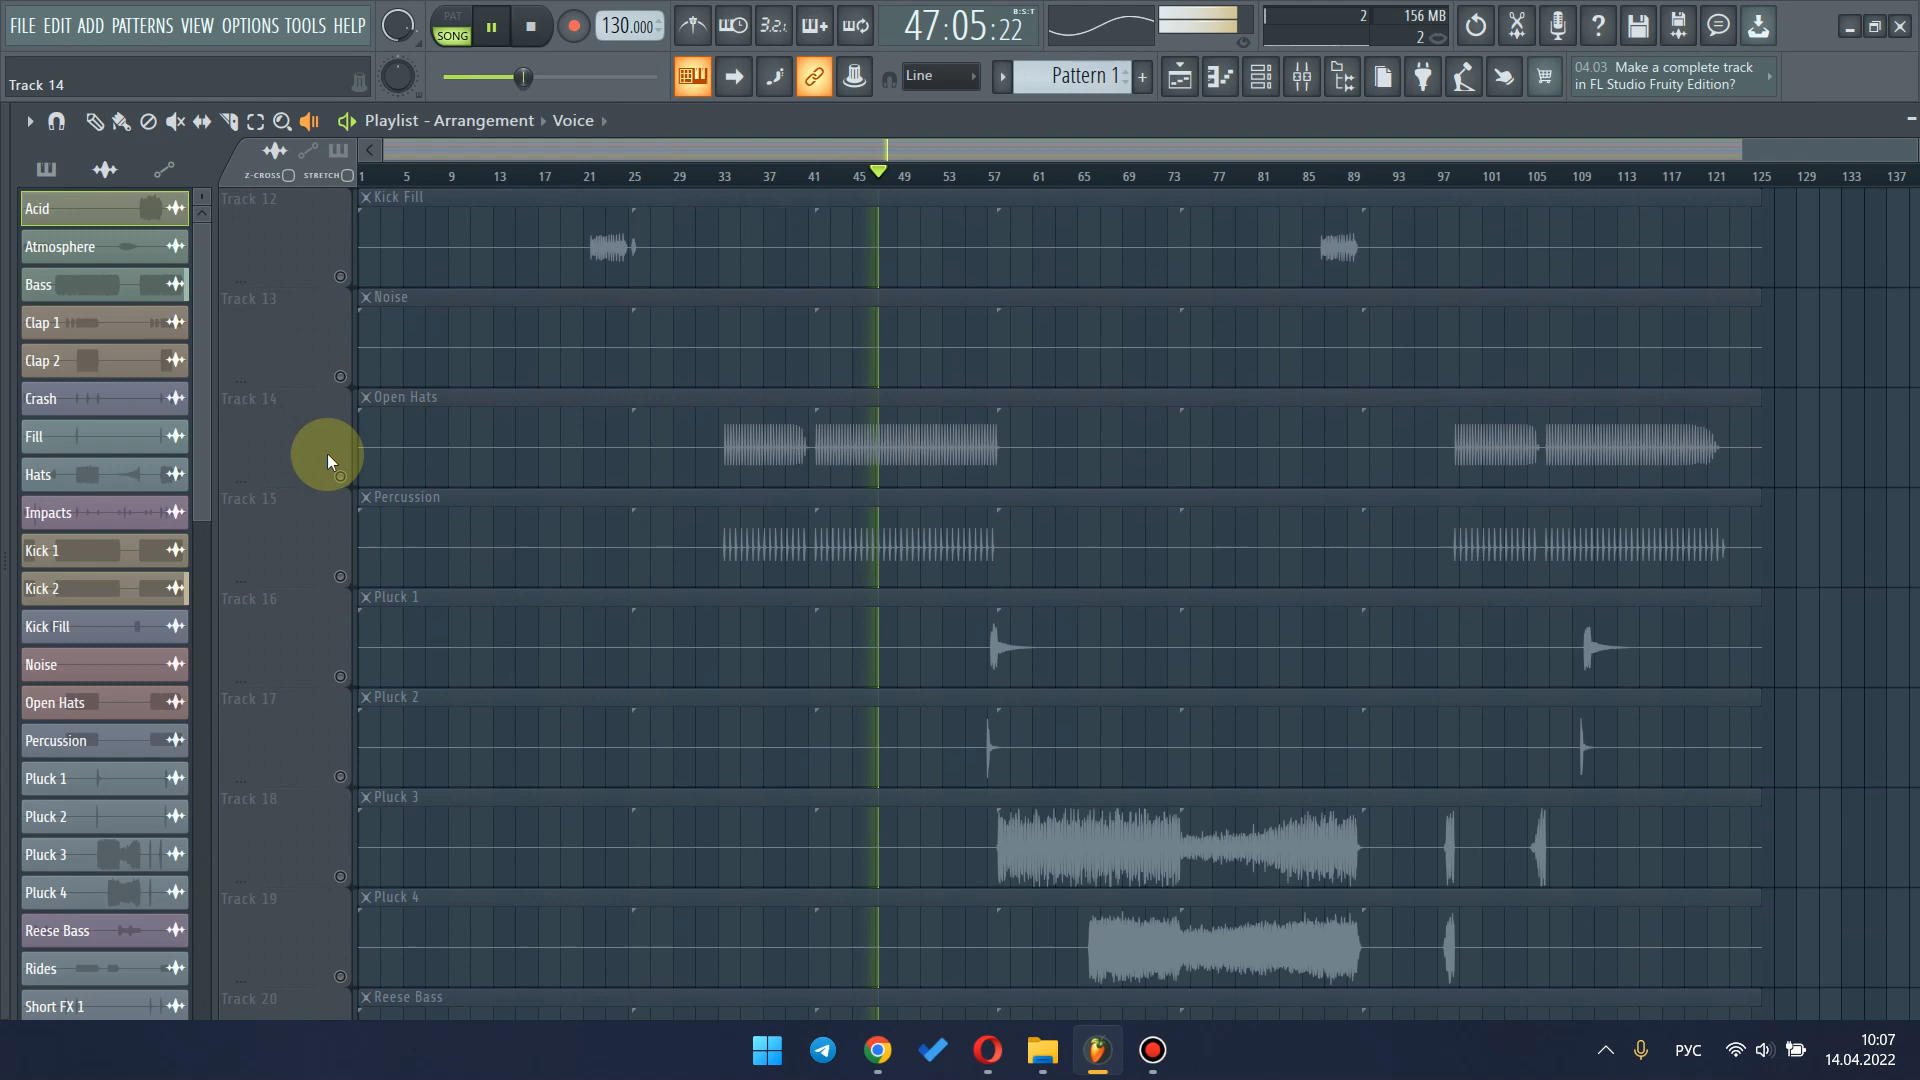 FILE EDIT ADD PATTERNS VIEW OPTIONS TOOLS HELP
PAT
SONG
130.000
3.2.
47:05:22
B:S:T
2
156 MB
2
Track 14
Line
Pattern 1
04.03 Make a complete track
in FL Studio Fruity Edition?
Playlist - Arrangement
Voice
Z-CROSS
STRETCH
1 5 9 13 17 21 25 29 33 37 41 45 49 53 57 61 65 69 73 77 81 85 89 93 97 101 105 109 113 117 121 125 129 133 137
Acid
Atmosphere
Bass
Clap 1
Clap 2
Crash
Fill
Hats
Impacts
Kick 1
Kick 2
Kick Fill
Noise
Open Hats
Percussion
Pluck 1
Pluck 2
Pluck 3
Pluck 4
Reese Bass
Rides
Short FX 1
Track 12
Kick Fill
Track 13
Noise
Track 14
Open Hats
Track 15
Percussion
Track 16
Pluck 1
Track 17
Pluck 2
Track 18
Pluck 3
Track 19
Pluck 4
Track 20
Reese Bass
РУС
10:07
14.04.2022